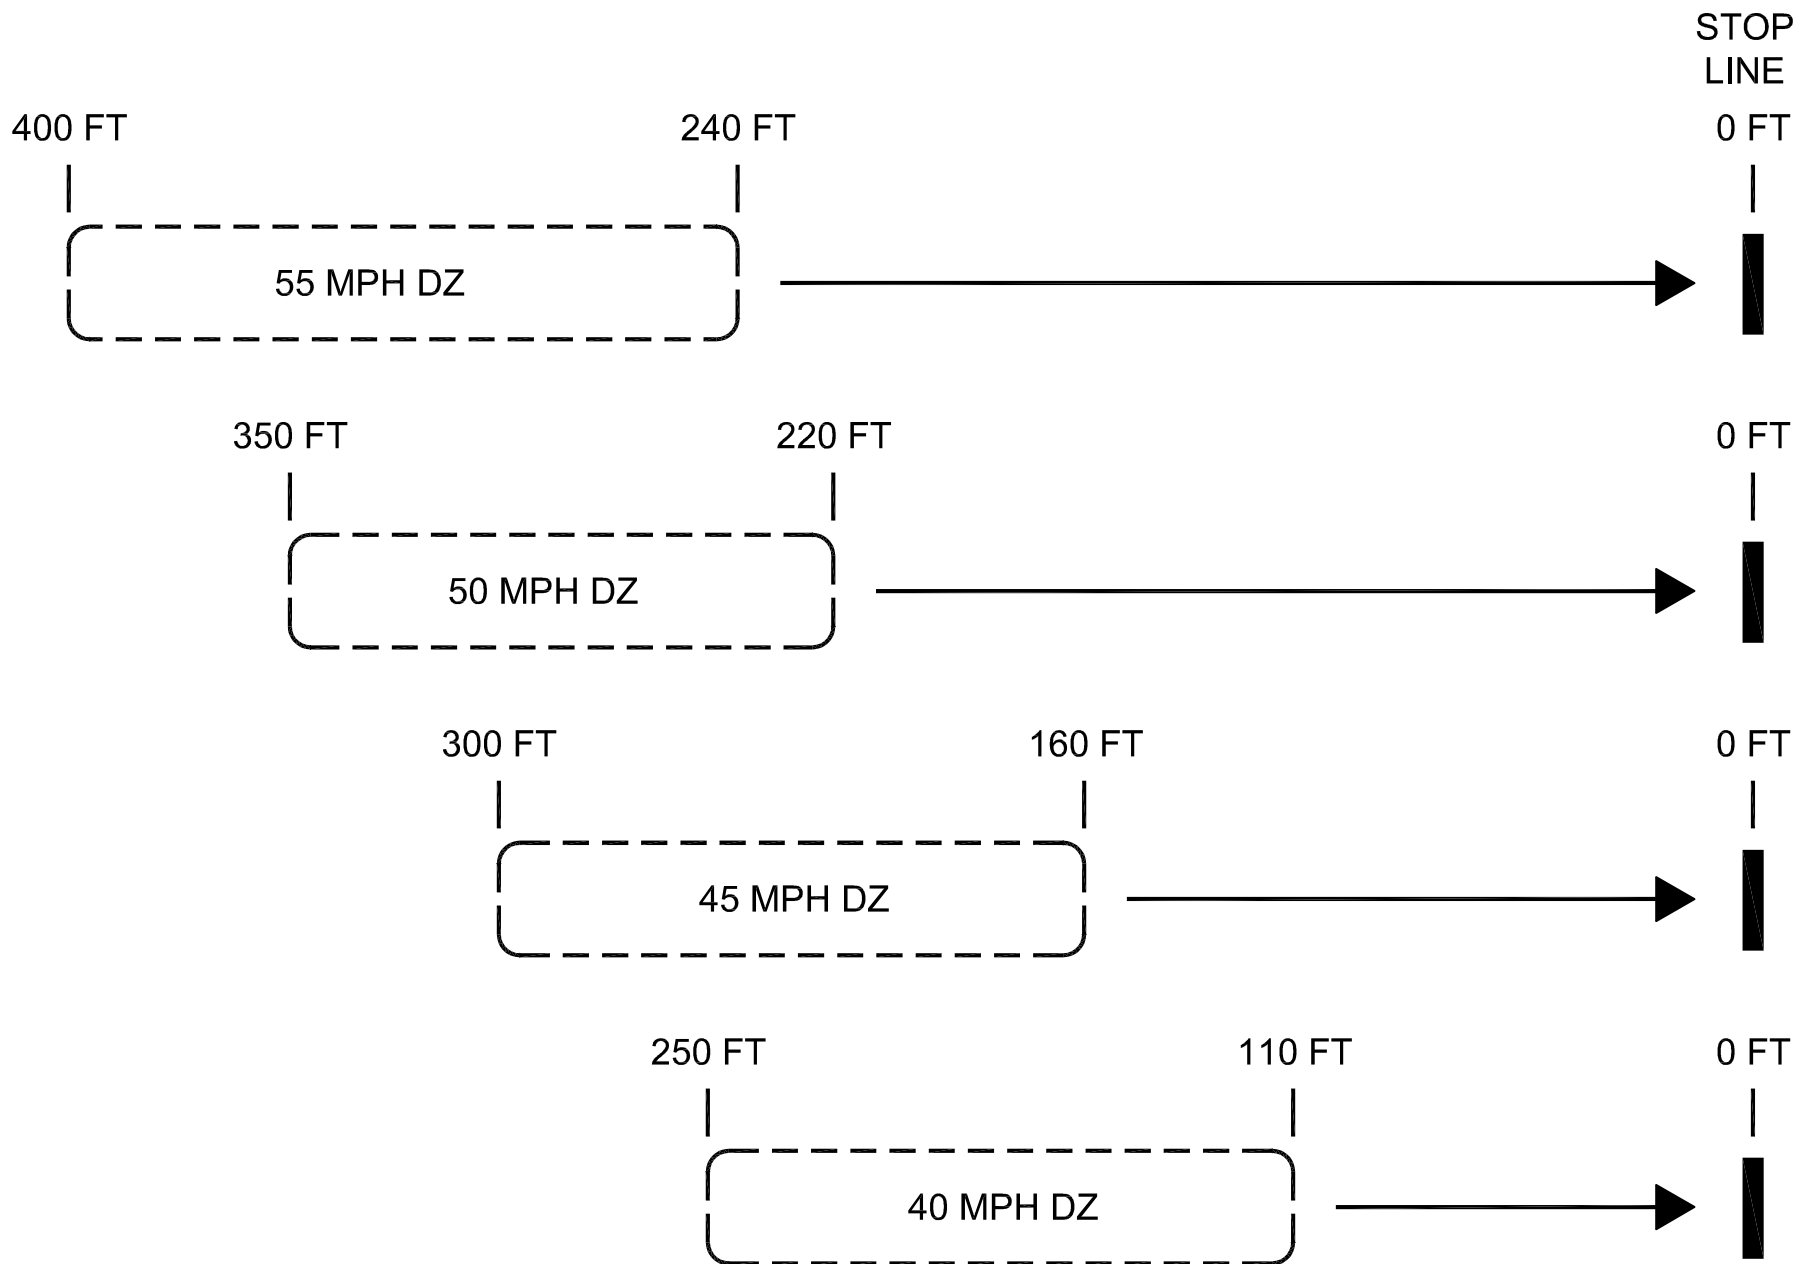 STOP
LINE
400 FT 240 FT 0 FT
55 MPH DZ
350 FT 220 FT 0 FT
50 MPH DZ
300 FT 160 FT 0 FT
45 MPH DZ
250 FT 110 FT 0 FT
40 MPH DZ